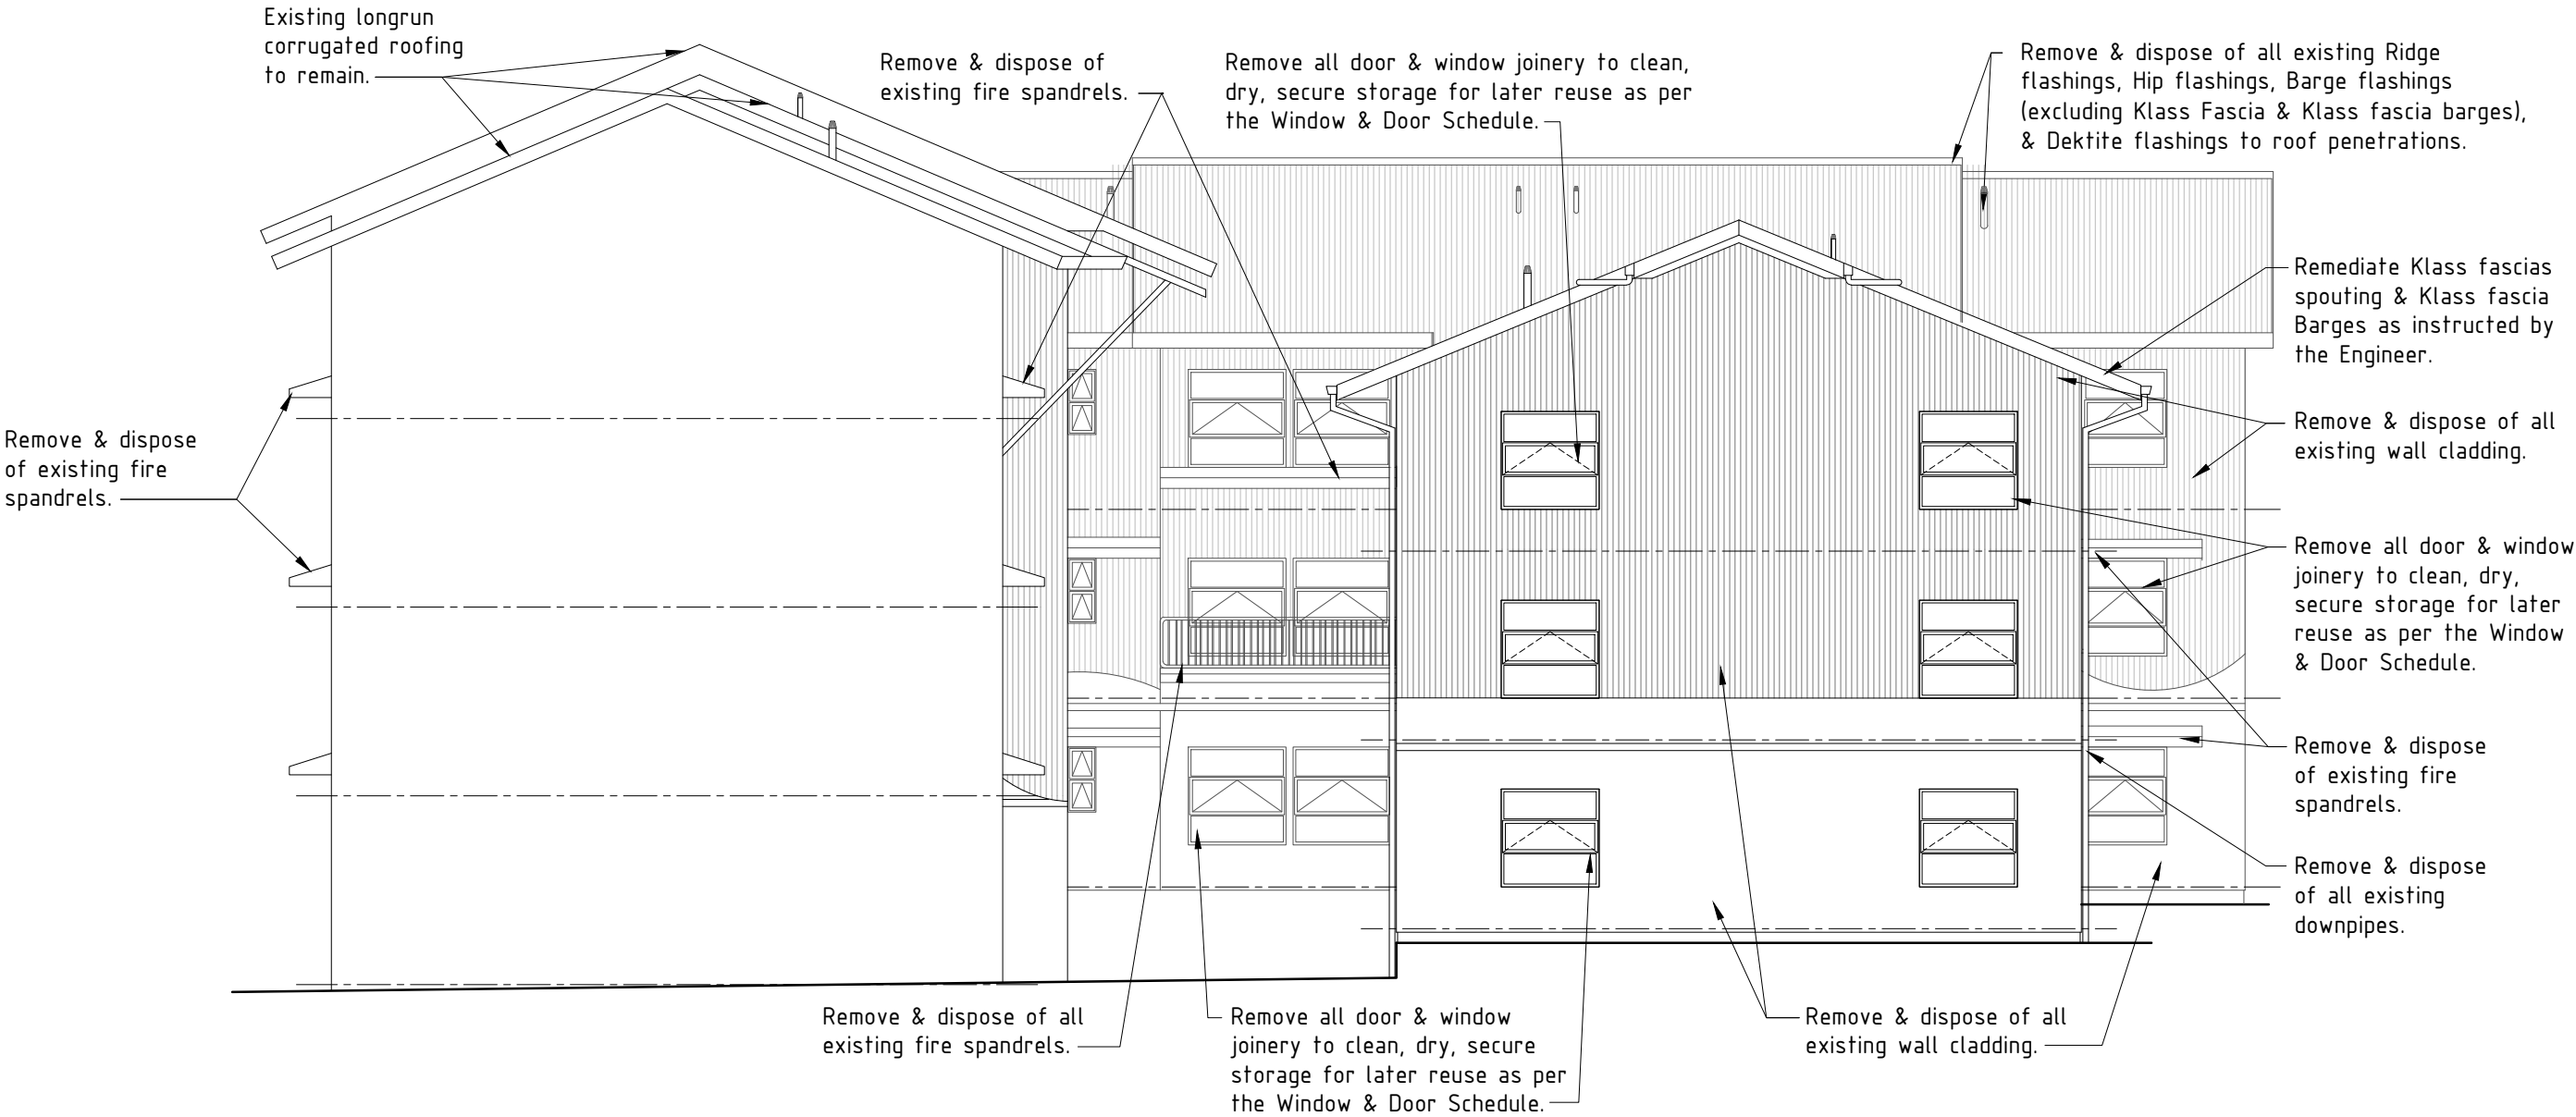 Existing longrun
corrugated roofing
to remain.
Remove & dispose of
existing fire spandrels.
Remove all door & window joinery to clean,
dry, secure storage for later reuse as per
the Window & Door Schedule.
Remove & dispose of all existing Ridge
flashings, Hip flashings, Barge flashings
(excluding Klass Fascia & Klass fascia barges),
& Dektite flashings to roof penetrations.
Remediate Klass fascias
spouting & Klass fascia
Barges as instructed by
the Engineer.
Remove & dispose of all
existing wall cladding.
Remove & dispose
of existing fire
spandrels.
Remove all door & window
joinery to clean, dry,
secure storage for later
reuse as per the Window
& Door Schedule.
Remove & dispose
of existing fire
spandrels.
Remove & dispose
of all existing
downpipes.
Remove & dispose of all
existing fire spandrels.
Remove all door & window
joinery to clean, dry, secure
storage for later reuse as per
the Window & Door Schedule.
Remove & dispose of all
existing wall cladding.